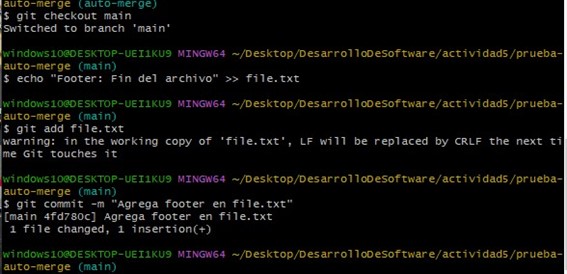 auto-merge (auto-merge)
$ git checkout main
Switched to branch 'main'
windows10@DESKTOP-UEI1KU9 MINGW64 ~/Desktop/DesarrolloDeSoftware/actividad5/prueba-
auto-merge (main)
$ echo "Footer: Fin del archivo" >> file.txt
windows10@DESKTOP-UEI1KU9 MINGW64 ~/Desktop/DesarrolloDeSoftware/actividad5/prueba-
auto-merge (main)
$ git add file.txt
warning: in the working copy of 'file.txt', LF will be replaced by CRLF the next ti
me Git touches it
windows10@DESKTOP-UEI1KU9 MINGW64 ~/Desktop/DesarrolloDeSoftware/actividad5/prueba-
auto-merge (main)
$ git commit -m "Agrega footer en file.txt"
[main 4fd780c] Agrega footer en file.txt
 1 file changed, 1 insertion(+)
windows10@DESKTOP-UEI1KU9 MINGW64 ~/Desktop/DesarrolloDeSoftware/actividad5/prueba-
auto-merge (main)